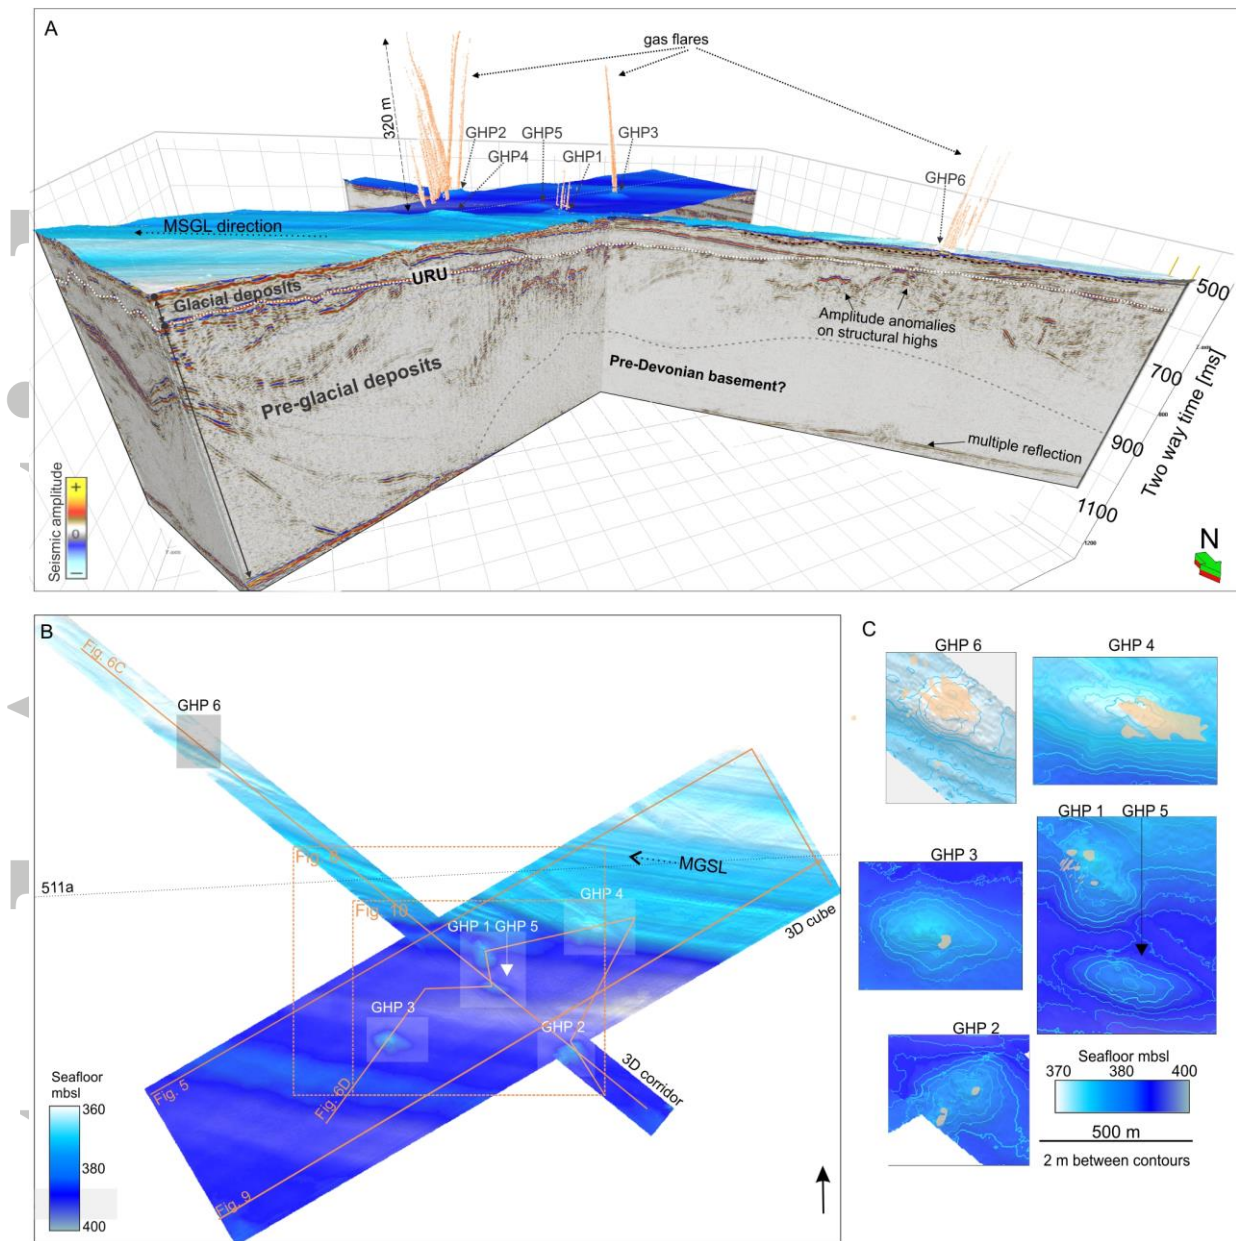 A
gas flares
320 m
GHP2
GHP5
GHP3
GHP4
GHP1
GHP6
MSGL direction
URU
Glacial deposits
Pre-glacial deposits
Amplitude anomalies
on structural highs
Pre-Devonian basement?
multiple reflection
500
700
900
1100
1200
Two way time [ms]
Seismic amplitude
+
0
−
N
B
Fig. 6C
GHP 6
511a
MGSL
Fig. 10
GHP 4
GHP 1
GHP 5
3D cube
GHP 3
GHP 2
Fig. 5
Fig. 6D
3D corridor
Fig. 9
Seafloor
mbsl
360
380
400
C
GHP 6
GHP 4
GHP 1
GHP 5
GHP 3
GHP 2
Seafloor mbsl
370 380 400
500 m
2 m between contours